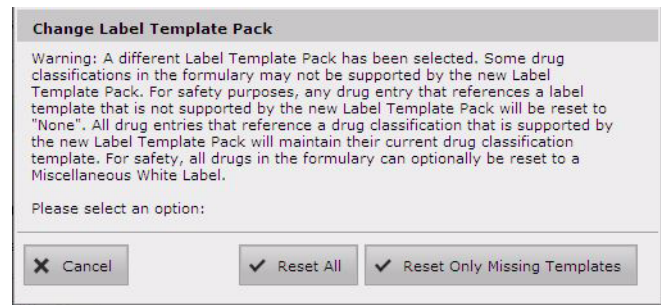 Change Label Template Pack
Warning: A different Label Template Pack has been selected. Some drug
classifications in the formulary may not be supported by the new Label
Template Pack. For safety purposes, any drug entry that references a label
template that is not supported by the new Label Template Pack will be reset to
"None". All drug entries that reference a drug classification that is supported by
the new Label Template Pack will maintain their current drug classification
template. For safety, all drugs in the formulary can optionally be reset to a
Miscellaneous White Label.
Please select an option:
Cancel
Reset All
Reset Only Missing Templates